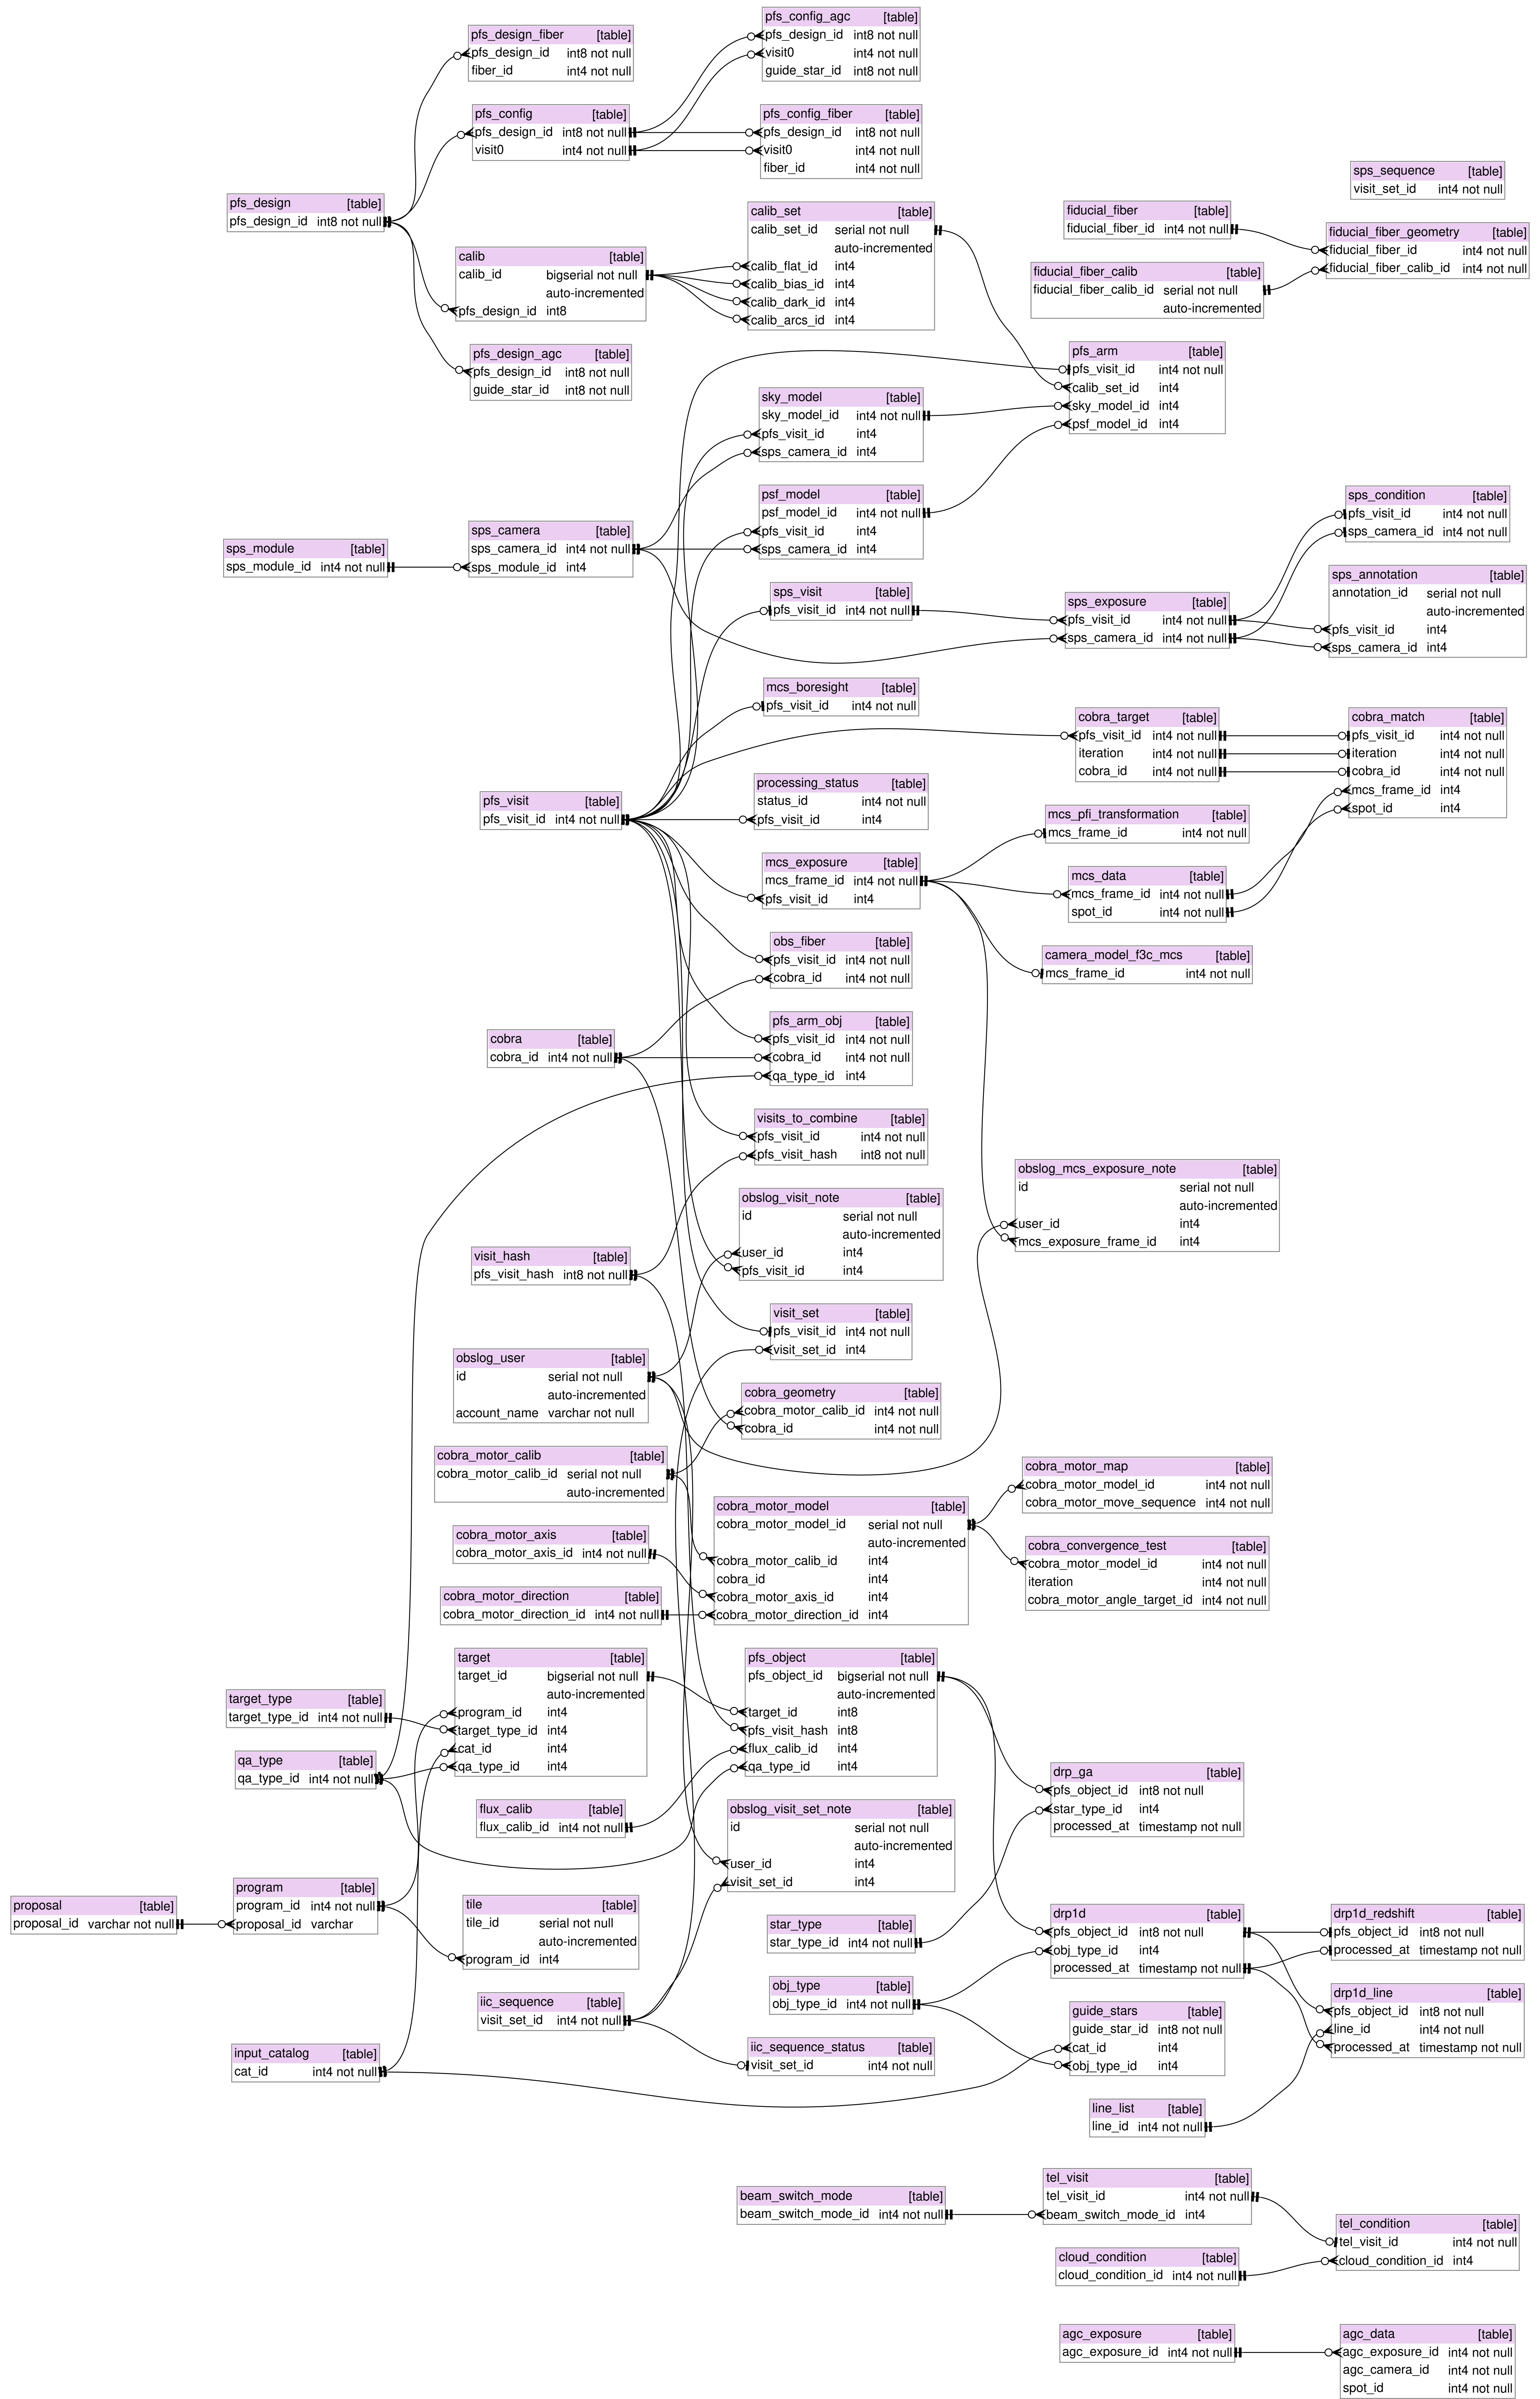 pfs_design_fiber [table]
pfs_design_id int8 not null
fiber_id int4 not null
pfs_config_agc [table]
pfs_design_id int8 not null
visit0 int4 not null
guide_star_id int8 not null
pfs_config [table]
pfs_design_id int8 not null
visit0 int4 not null
pfs_config_fiber [table]
pfs_design_id int8 not null
visit0 int4 not null
fiber_id int4 not null
sps_sequence [table]
visit_set_id int4 not null
pfs_design [table]
pfs_design_id int8 not null
calib_set [table]
calib_set_id serial not null
auto-incremented
calib_flat_id int4
calib_bias_id int4
calib_dark_id int4
calib_arcs_id int4
fiducial_fiber [table]
fiducial_fiber_id int4 not null
fiducial_fiber_geometry [table]
fiducial_fiber_id int4 not null
fiducial_fiber_calib_id int4 not null
calib [table]
calib_id bigserial not null
auto-incremented
pfs_design_id int8
fiducial_fiber_calib [table]
fiducial_fiber_calib_id serial not null
auto-incremented
pfs_design_agc [table]
pfs_design_id int8 not null
guide_star_id int8 not null
pfs_arm [table]
pfs_visit_id int4 not null
calib_set_id int4
sky_model_id int4
psf_model_id int4
sky_model [table]
sky_model_id int4 not null
pfs_visit_id int4
sps_camera_id int4
psf_model [table]
psf_model_id int4 not null
pfs_visit_id int4
sps_camera_id int4
sps_condition [table]
pfs_visit_id int4 not null
sps_camera_id int4 not null
sps_module [table]
sps_module_id int4 not null
sps_camera [table]
sps_camera_id int4 not null
sps_module_id int4
sps_visit [table]
pfs_visit_id int4 not null
sps_exposure [table]
pfs_visit_id int4 not null
sps_camera_id int4 not null
sps_annotation [table]
annotation_id serial not null
auto-incremented
pfs_visit_id int4
sps_camera_id int4
mcs_boresight [table]
pfs_visit_id int4 not null
cobra_target [table]
pfs_visit_id int4 not null
iteration int4 not null
cobra_id int4 not null
cobra_match [table]
pfs_visit_id int4 not null
iteration int4 not null
cobra_id int4 not null
mcs_frame_id int4
spot_id int4
pfs_visit [table]
pfs_visit_id int4 not null
processing_status [table]
status_id int4 not null
pfs_visit_id int4
mcs_pfi_transformation [table]
mcs_frame_id int4 not null
mcs_exposure [table]
mcs_frame_id int4 not null
pfs_visit_id int4
mcs_data [table]
mcs_frame_id int4 not null
spot_id int4 not null
obs_fiber [table]
pfs_visit_id int4 not null
cobra_id int4 not null
camera_model_f3c_mcs [table]
mcs_frame_id int4 not null
cobra [table]
cobra_id int4 not null
pfs_arm_obj [table]
pfs_visit_id int4 not null
cobra_id int4 not null
qa_type_id int4
visits_to_combine [table]
pfs_visit_id int4 not null
pfs_visit_hash int8 not null
obslog_mcs_exposure_note [table]
id serial not null
auto-incremented
user_id int4
mcs_exposure_frame_id int4
obslog_visit_note [table]
id serial not null
auto-incremented
user_id int4
pfs_visit_id int4
visit_hash [table]
pfs_visit_hash int8 not null
visit_set [table]
pfs_visit_id int4 not null
visit_set_id int4
obslog_user [table]
id serial not null
auto-incremented
account_name varchar not null
cobra_geometry [table]
cobra_motor_calib_id int4 not null
cobra_id int4 not null
cobra_motor_calib [table]
cobra_motor_calib_id serial not null
auto-incremented
cobra_motor_map [table]
cobra_motor_model_id int4 not null
cobra_motor_move_sequence int4 not null
cobra_motor_model [table]
cobra_motor_model_id serial not null
auto-incremented
cobra_motor_calib_id int4
cobra_id int4
cobra_motor_axis_id int4
cobra_motor_direction_id int4
cobra_motor_axis [table]
cobra_motor_axis_id int4 not null
cobra_convergence_test [table]
cobra_motor_model_id int4 not null
iteration int4 not null
cobra_motor_angle_target_id int4 not null
cobra_motor_direction [table]
cobra_motor_direction_id int4 not null
target [table]
target_id bigserial not null
auto-incremented
program_id int4
target_type_id int4
cat_id int4
qa_type_id int4
pfs_object [table]
pfs_object_id bigserial not null
auto-incremented
target_id int8
pfs_visit_hash int8
flux_calib_id int4
qa_type_id int4
target_type [table]
target_type_id int4 not null
qa_type [table]
qa_type_id int4 not null
drp_ga [table]
pfs_object_id int8 not null
star_type_id int4
processed_at timestamp not null
flux_calib [table]
flux_calib_id int4 not null
obslog_visit_set_note [table]
id serial not null
auto-incremented
user_id int4
visit_set_id int4
proposal [table]
proposal_id varchar not null
program [table]
program_id int4 not null
proposal_id varchar
tile [table]
tile_id serial not null
auto-incremented
program_id int4
star_type [table]
star_type_id int4 not null
drp1d [table]
pfs_object_id int8 not null
obj_type_id int4
processed_at timestamp not null
drp1d_redshift [table]
pfs_object_id int8 not null
processed_at timestamp not null
obj_type [table]
obj_type_id int4 not null
drp1d_line [table]
pfs_object_id int8 not null
line_id int4 not null
processed_at timestamp not null
iic_sequence [table]
visit_set_id int4 not null
guide_stars [table]
guide_star_id int8 not null
cat_id int4
obj_type_id int4
input_catalog [table]
cat_id int4 not null
iic_sequence_status [table]
visit_set_id int4 not null
line_list [table]
line_id int4 not null
tel_visit [table]
tel_visit_id int4 not null
beam_switch_mode_id int4
beam_switch_mode [table]
beam_switch_mode_id int4 not null
tel_condition [table]
tel_visit_id int4 not null
cloud_condition_id int4
cloud_condition [table]
cloud_condition_id int4 not null
agc_exposure [table]
agc_exposure_id int4 not null
agc_data [table]
agc_exposure_id int4 not null
agc_camera_id int4 not null
spot_id int4 not null